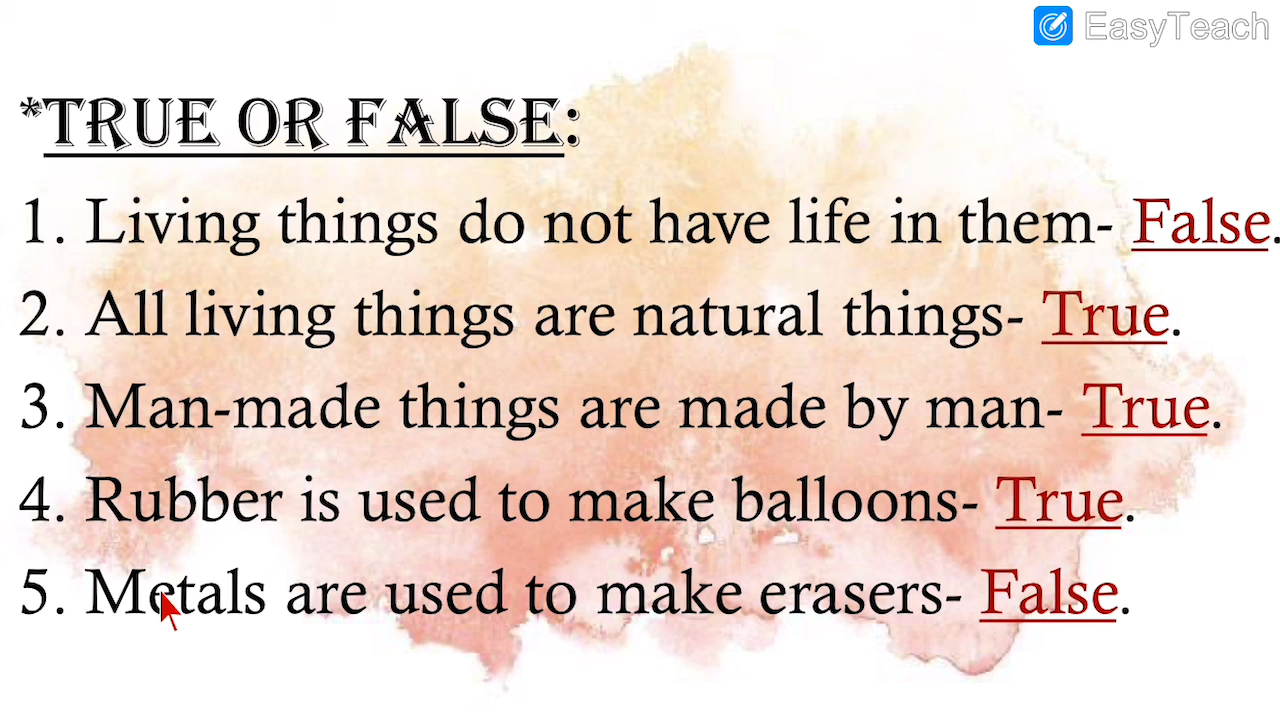 EasyTeach
*TRUE OR FALSE:
1. Living things do not have life in them- False.
2. All living things are natural things- True.
3. Man-made things are made by man- True.
4. Rubber is used to make balloons- True.
5. Metals are used to make erasers- False.